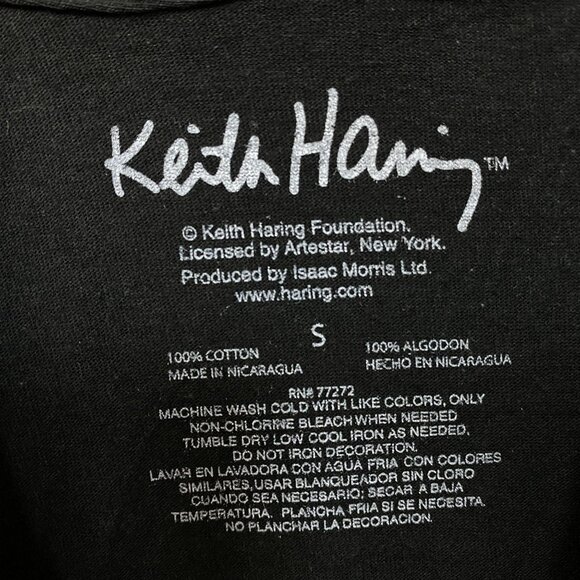 Keith Haring™
© Keith Haring Foundation.
Licensed by Artestar, New York.
Produced by Isaac Morris Ltd.
www.haring.com
S
100% COTTON
MADE IN NICARAGUA
100% ALGODON
HECHO EN NICARAGUA
RN# 77272
MACHINE WASH COLD WITH LIKE COLORS, ONLY
NON-CHLORINE BLEACH WHEN NEEDED
TUMBLE DRY LOW COOL IRON AS NEEDED,
DO NOT IRON DECORATION.
LAVAR EN LAVADORA CON AGUA FRIA CON COLORES
SIMILARES, USAR BLANQUEADOR SIN CLORO
CUANDO SEA NECESARIO; SECAR A BAJA
TEMPERATURA. PLANCHA FRIA SI SE NECESITA.
NO PLANCHAR LA DECORACION.